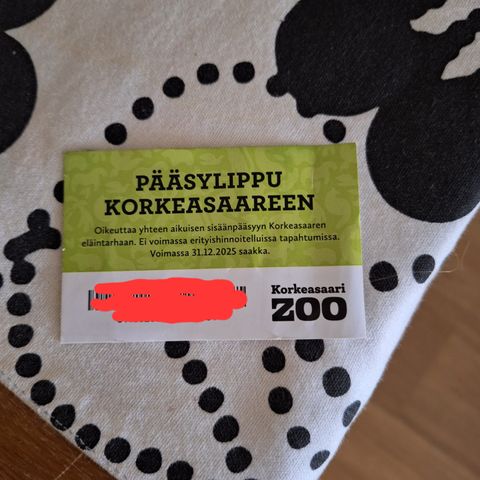 PÄÄSYLIPPU
KORKEASAAREEN
Oikeuttaa yhteen aikuisen sisäänpääsyyn Korkeasaaren
eläintarhaan. Ei voimassa erityishinnoitelluissa tapahtumissa.
Voimassa 31.12.2025 saakka.
Korkeasaari
ZOO